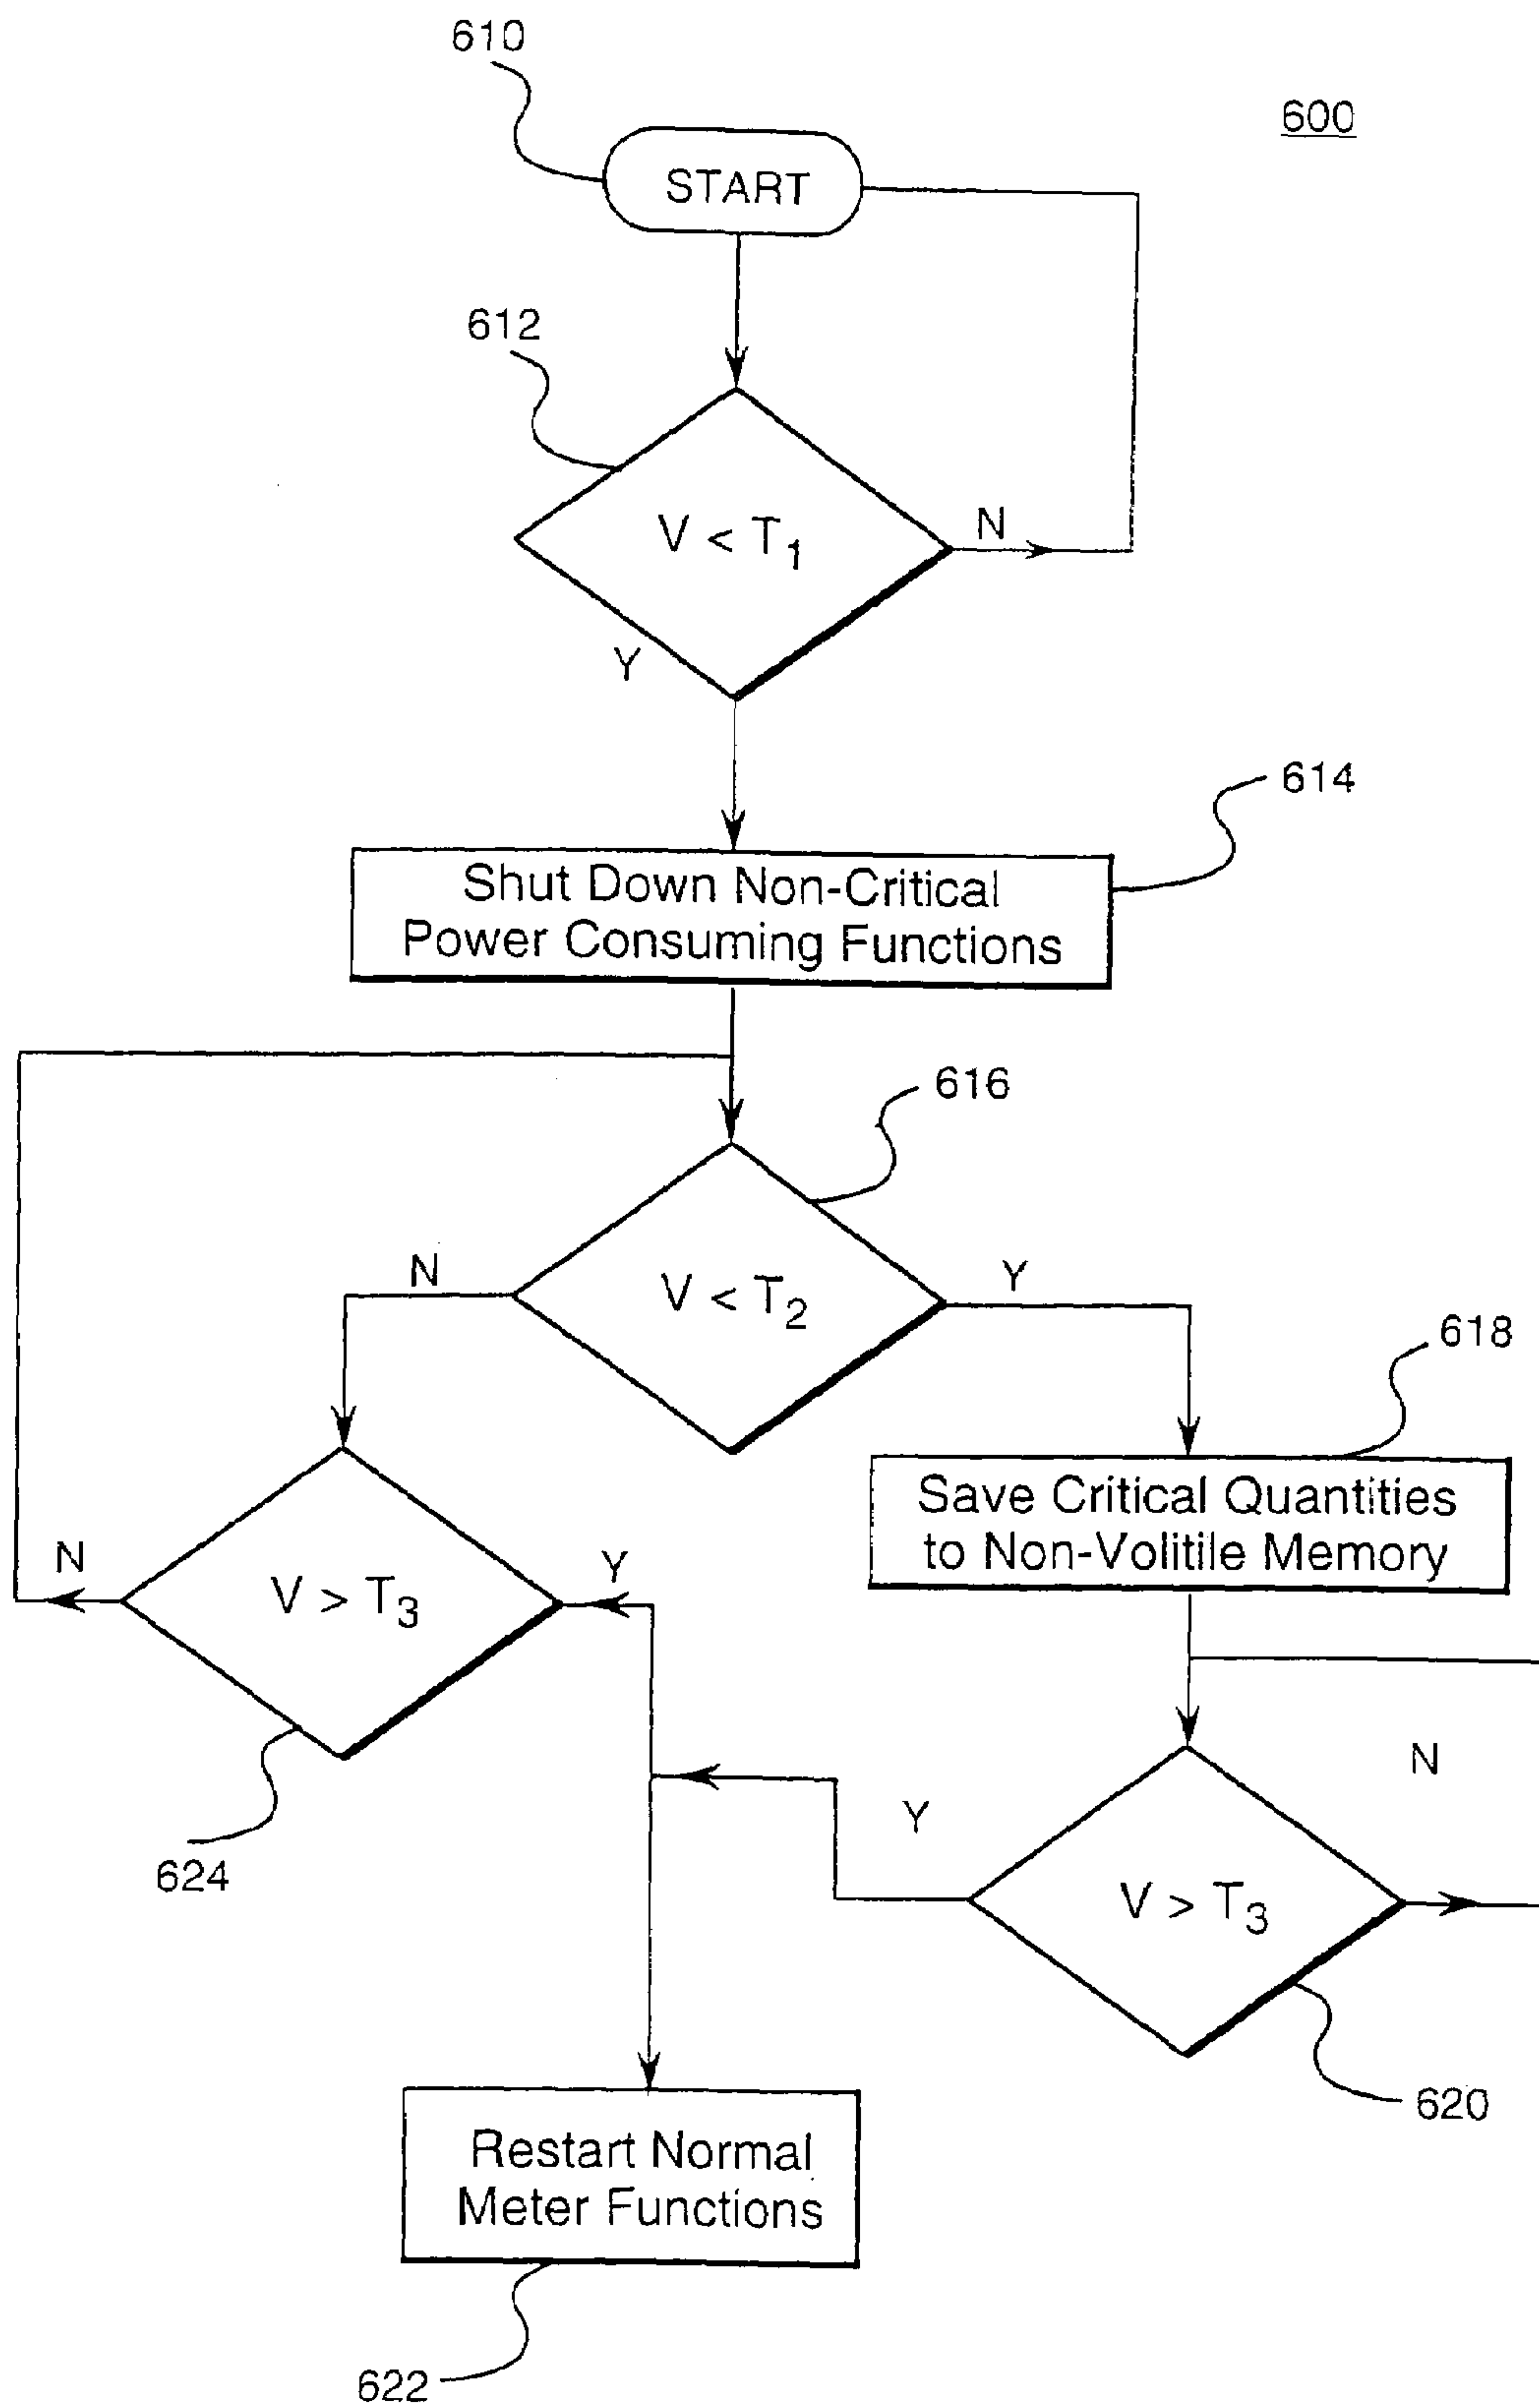 610
600
START
612
V < T1
N
Y
614
Shut Down Non-Critical
Power Consuming Functions
616
N
V < T2
Y
618
Save Critical Quantities
to Non-Volitile Memory
N
V > T3
Y
N
Y
624
V > T3
620
Restart Normal
Meter Functions
622